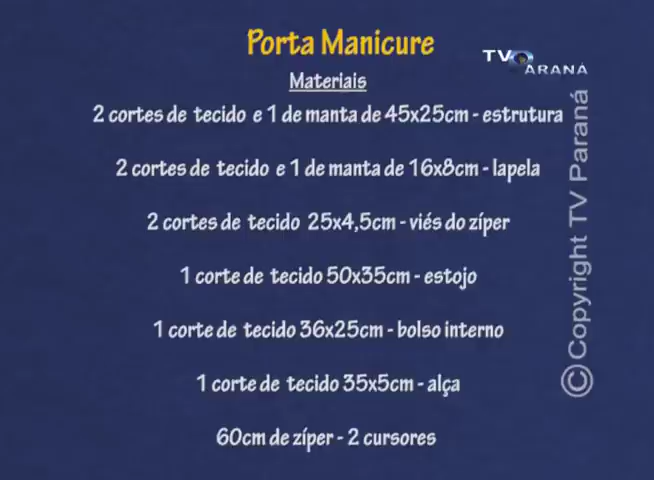 Porta Manicure
TV PARANÁ
Materiais
2 cortes de tecido e 1 de manta de 45x25cm - estrutura
2 cortes de tecido e 1 de manta de 16x8cm - lapela
2 cortes de tecido 25x4,5cm - viés do zíper
1 corte de tecido 50x35cm - estojo
1 corte de tecido 36x25cm - bolso interno
1 corte de tecido 35x5cm - alça
60cm de zíper - 2 cursores
© Copyright TV Paraná